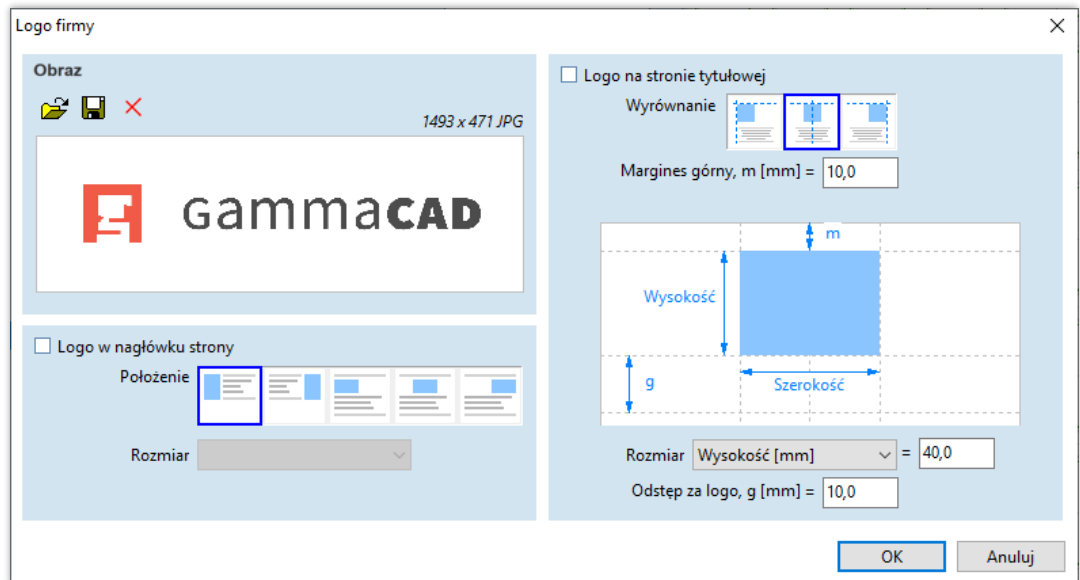 Logo firmy
Obraz
1493 x 471 JPG
GammaCAD
Logo w nagłówku strony
Położenie
Rozmiar
Logo na stronie tytułowej
Wyrównanie
Margines górny, m [mm] = 10,0
m
Wysokość
g
Szerokość
Rozmiar Wysokość [mm] = 40,0
Odstęp za logo, g [mm] = 10,0
OK Anuluj